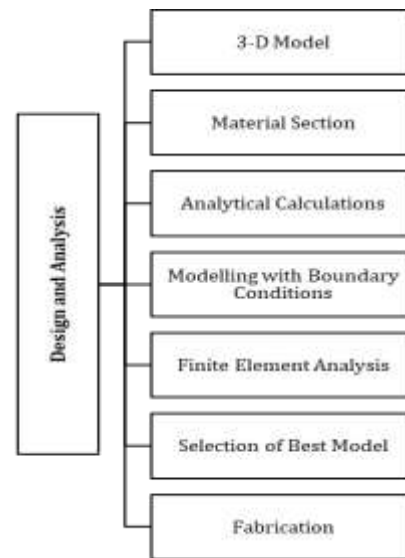 Design and Analysis
3-D Model
Material Section
Analytical Calculations
Modelling with Boundary
Conditions
Finite Element Analysis
Selection of Best Model
Fabrication